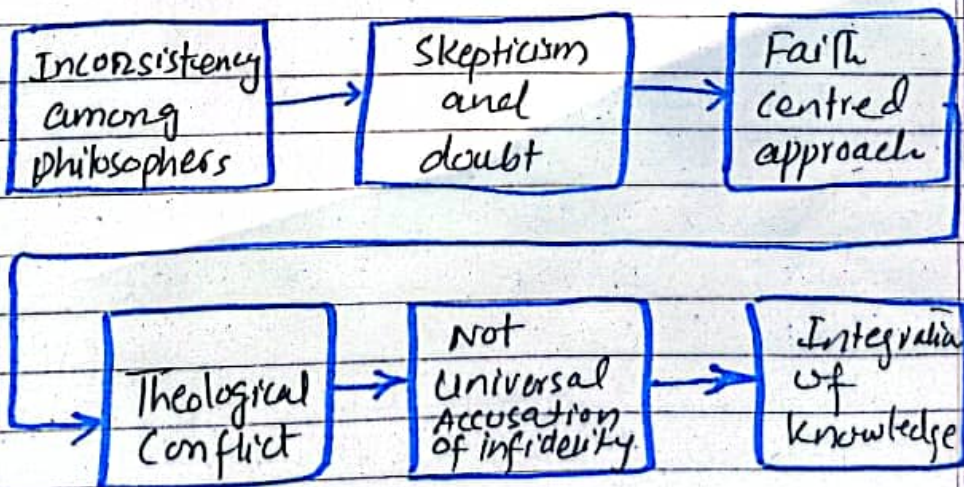 Inconsistency
among
philosophers
Skepticism
and
doubt
Faith
centred
approach
Theological
Conflict
Not
Universal
Accusation
of infidelity.
Integration
of
knowledge